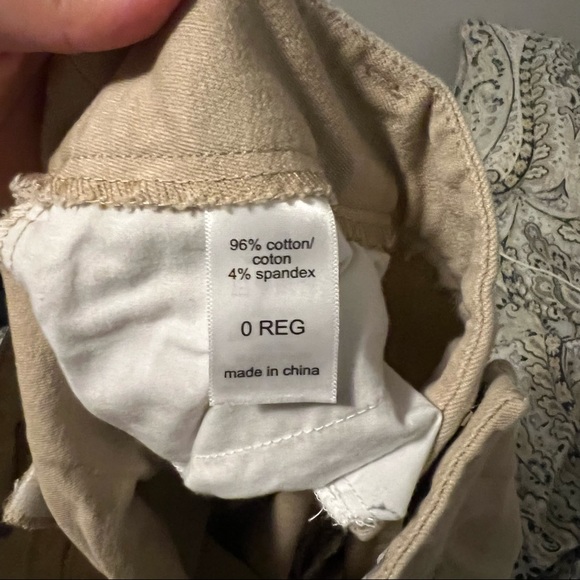 96% cotton/
coton
4% spandex
0 REG
made in china